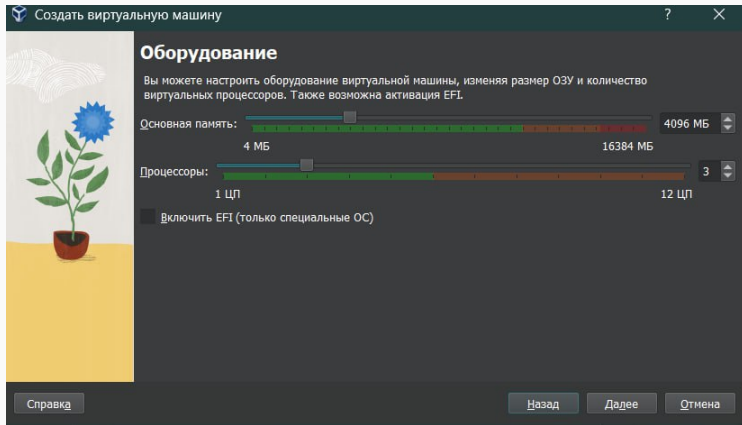 Создать виртуальную машину
?
Оборудование
Вы можете настроить оборудование виртуальной машины, изменяя размер ОЗУ и количество
виртуальных процессоров. Также возможна активация EFI.
Основная память:
4096 МБ
4 МБ
16384 МБ
Процессоры:
3
1 ЦП
12 ЦП
Включить EFI (только специальные ОС)
Справка
Назад
Далее
Отмена